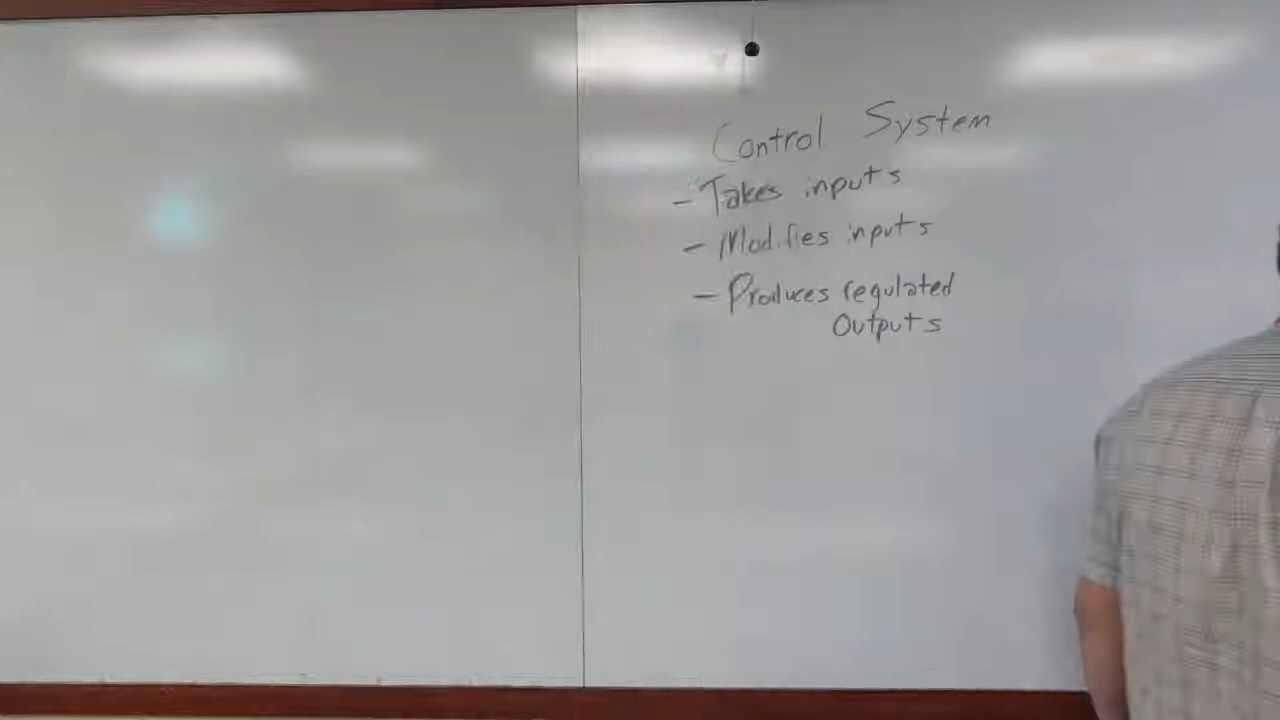 Control System
- Takes inputs
- Modifies inputs
- Produces regulated
Outputs